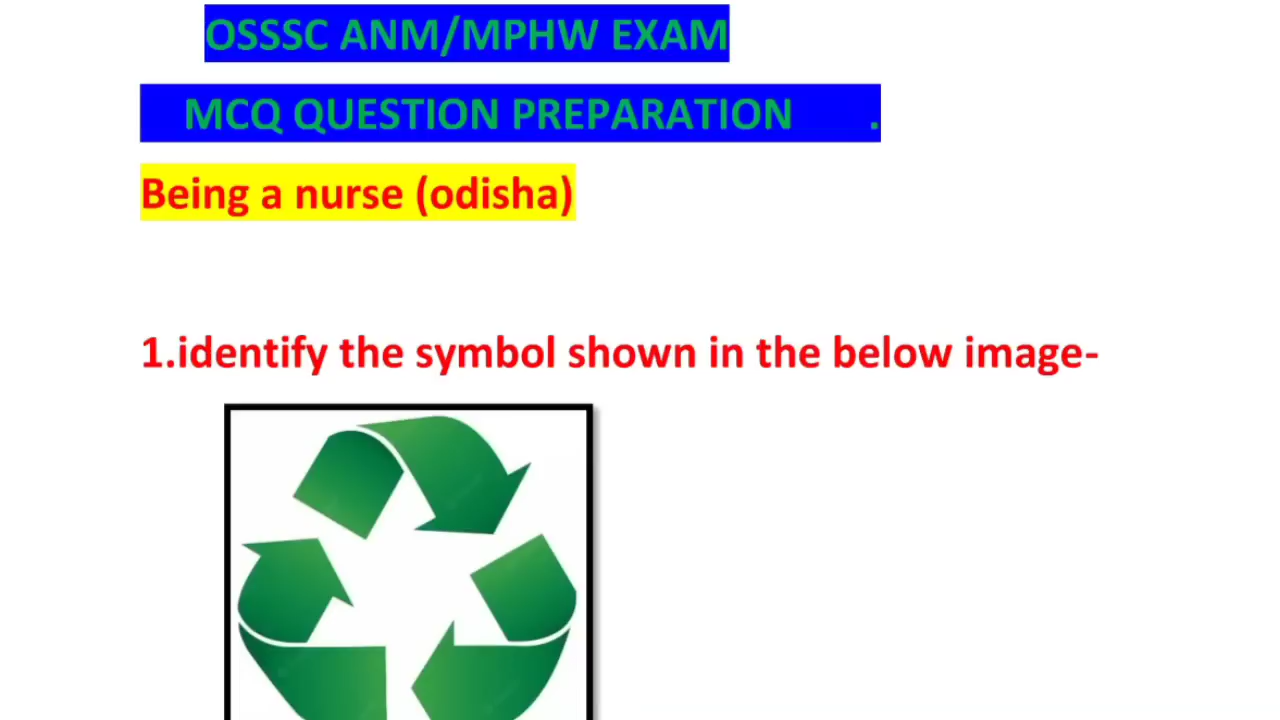 OSSSC ANM/MPHW EXAM
MCQ QUESTION PREPARATION .
Being a nurse (odisha)
1.identify the symbol shown in the below image-